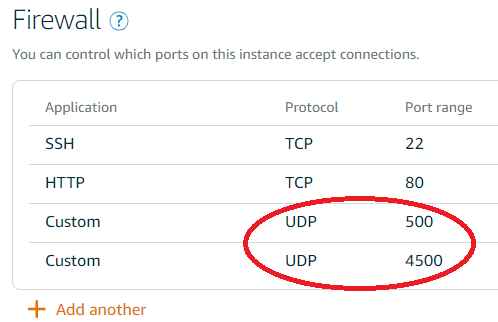 Firewall ?
You can control which ports on this instance accept connections.
Application Protocol Port range
SSH TCP 22
HTTP TCP 80
Custom UDP 500
Custom UDP 4500
+ Add another